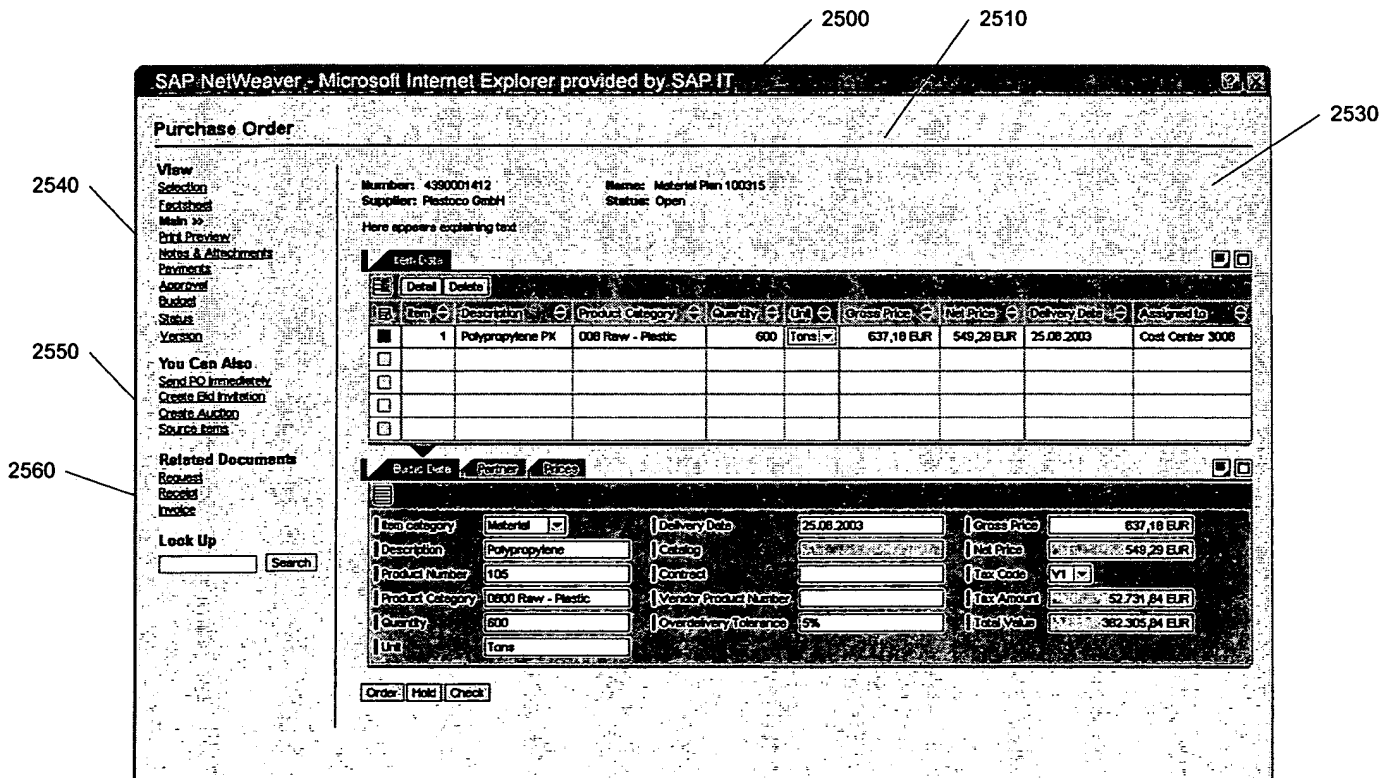 2500
2510
SAP NetWeaver - Microsoft Internet Explorer provided by SAP IT
2530
Purchase Order
2540
View
Selection
Factsheet
Main >>
Print Preview
Notes & Attachments
Payments
Approval
Budget
Status
Version
Number: 4390001412
Name: Material Plan 100315
Supplier: Plastoco GmbH
Status: Open
Here appears explaining text
Item Data
Detail Delete
Item Description Product Category Quantity Unit Gross Price Net Price Delivery Date Assigned to
1 Polypropylene PX 008 Raw - Plastic 600 Tons 637,18 EUR 549,29 EUR 25.08.2003 Cost Center 3008
2550
You Can Also
Send PO Immediately
Create Bid Invitation
Create Auction
Source Items
2560
Related Documents
Request
Receipt
Invoice
Look Up
Search
Basic Data Partner Prices
Item category Material Delivery Date 25.08.2003 Gross Price 637,18 EUR
Description Polypropylene Catalog Net Price 549,29 EUR
Product Number 105 Contract Tax Code V1
Product Category 0800 Raw - Plastic Vendor Product Number Tax Amount 52.731,84 EUR
Quantity 600 Overdelivery Tolerance 5% Total Value 382.305,84 EUR
Unit Tons
Order Hold Check